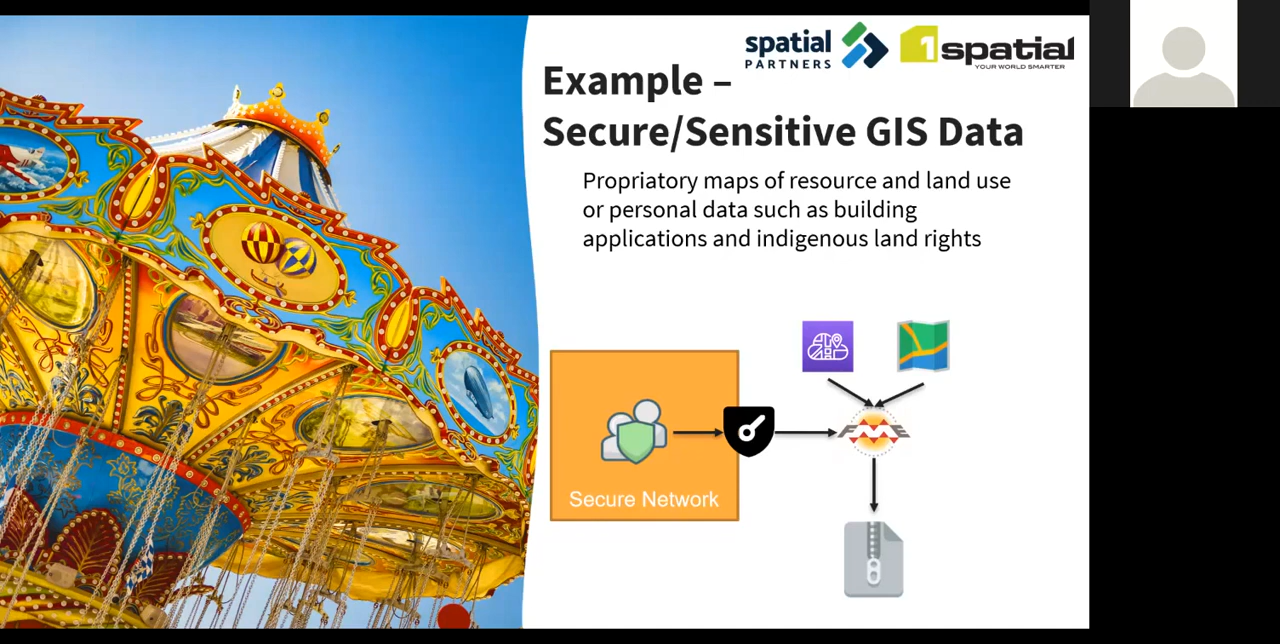 spatial
PARTNERS
1spatial
YOUR WORLD SMARTER
Example –
Secure/Sensitive GIS Data
Propriatory maps of resource and land use
or personal data such as building
applications and indigenous land rights
FME
Secure Network